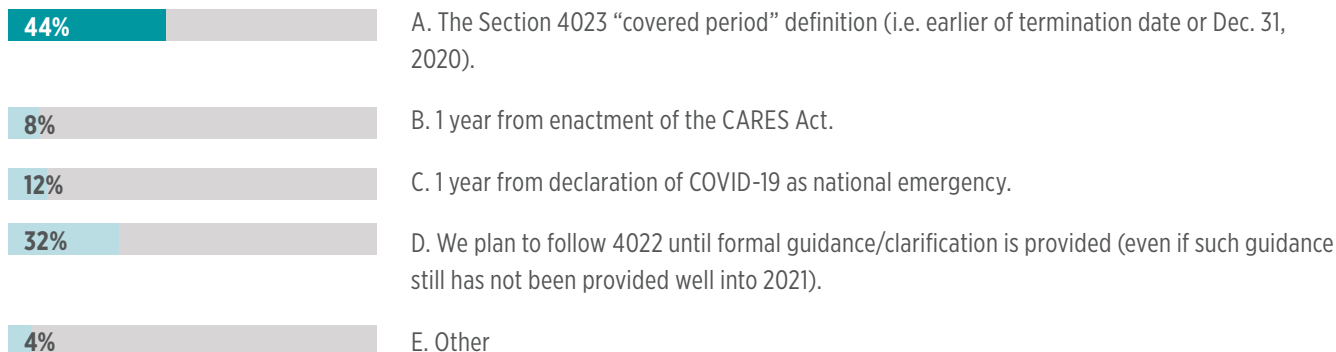 44%
A. The Section 4023 “covered period” definition (i.e. earlier of termination date or Dec. 31,
2020).
8%
B. 1 year from enactment of the CARES Act.
12%
C. 1 year from declaration of COVID-19 as national emergency.
32%
D. We plan to follow 4022 until formal guidance/clarification is provided (even if such guidance
still has not been provided well into 2021).
4%
E. Other